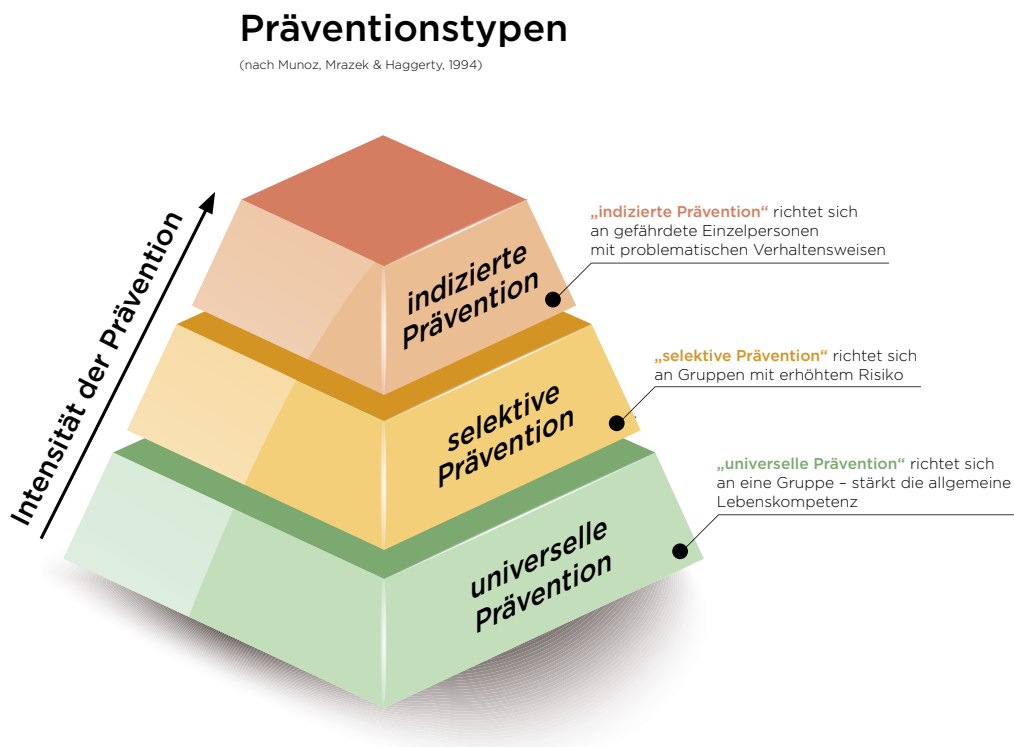 Präventionstypen
(nach Munoz, Mrazek & Haggerty, 1994)
Intensität der Prävention
indizierte
Prävention
„indizierte Prävention“ richtet sich
an gefährdete Einzelpersonen
mit problematischen Verhaltensweisen
selektive
Prävention
„selektive Prävention“ richtet sich
an Gruppen mit erhöhtem Risiko
universelle
Prävention
„universelle Prävention“ richtet sich
an eine Gruppe – stärkt die allgemeine
Lebenskompetenz